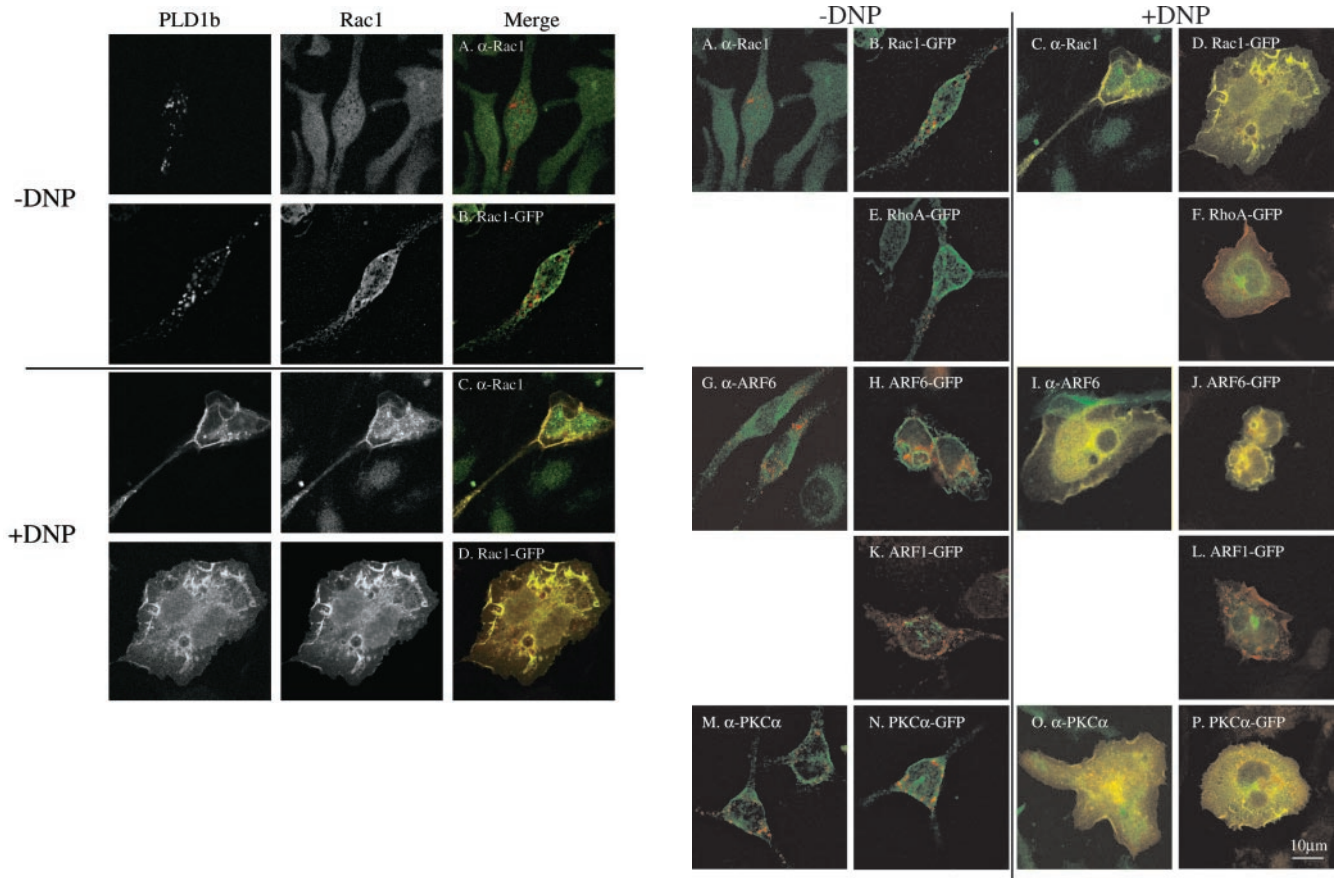 PLD1b Rac1 Merge
-DNP
A. α-Rac1
B. Rac1-GFP
+DNP
C. α-Rac1
D. Rac1-GFP
-DNP +DNP
A. α-Rac1 B. Rac1-GFP C. α-Rac1 D. Rac1-GFP
E. RhoA-GFP F. RhoA-GFP
G. α-ARF6 H. ARF6-GFP I. α-ARF6 J. ARF6-GFP
K. ARF1-GFP L. ARF1-GFP
M. α-PKCα N. PKCα-GFP O. α-PKCα P. PKCα-GFP
10μm